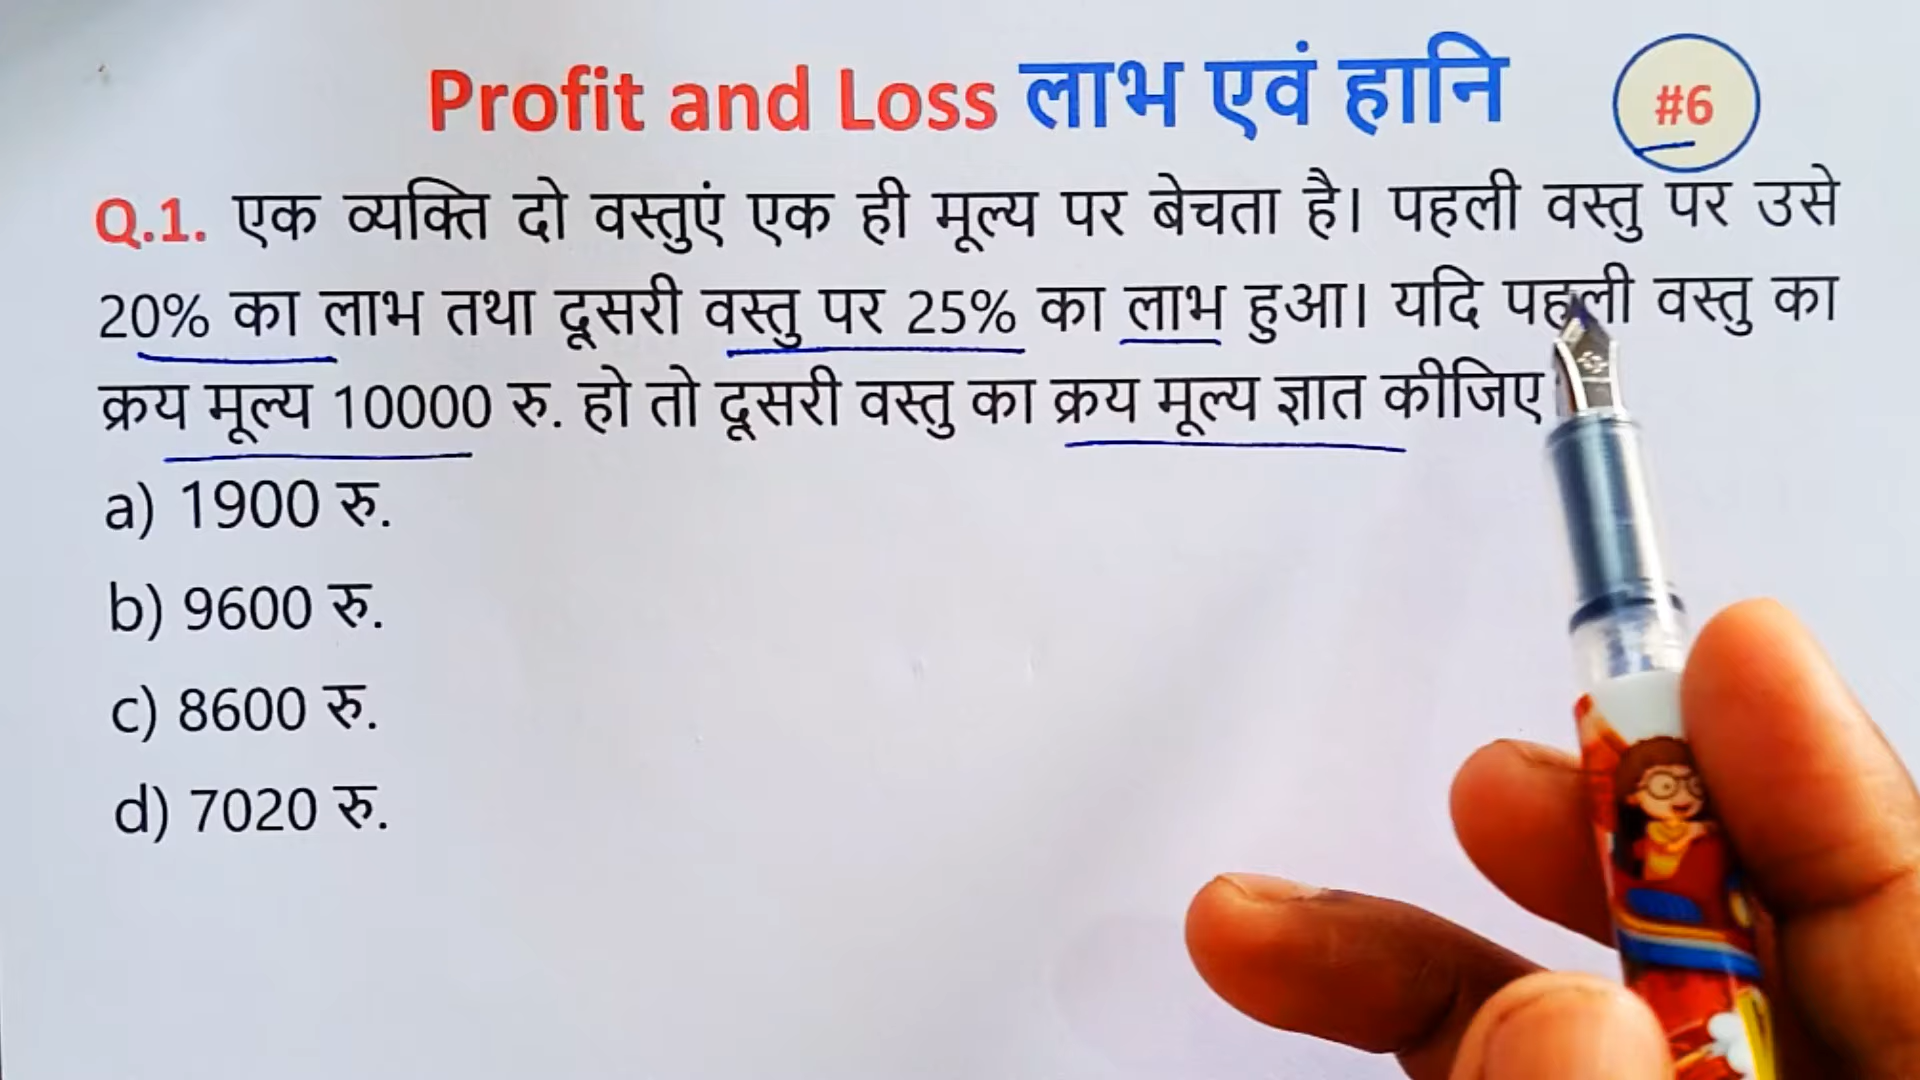 Profit and Loss लाभ एवं हानि #6
Q.1. एक व्यक्ति दो वस्तुएं एक ही मूल्य पर बेचता है। पहली वस्तु पर उसे
20% का लाभ तथा दूसरी वस्तु पर 25% का लाभ हुआ। यदि पहली वस्तु का
क्रय मूल्य 10000 रु. हो तो दूसरी वस्तु का क्रय मूल्य ज्ञात कीजिए
a) 1900 रु.
b) 9600 रु.
c) 8600 रु.
d) 7020 रु.